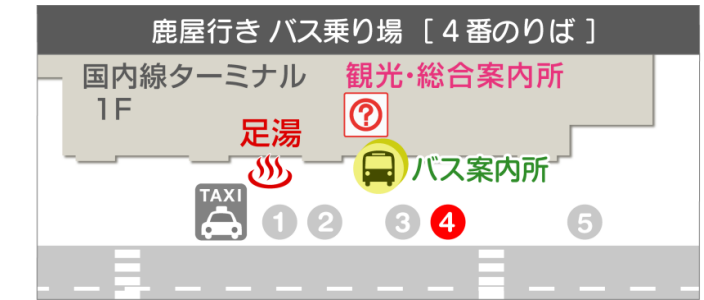 鹿屋行き バス乗り場 [ 4番のりば ]
国内線ターミナル
1F
観光・総合案内所
?
足湯
バス案内所
TAXI
1 2 3 4 5